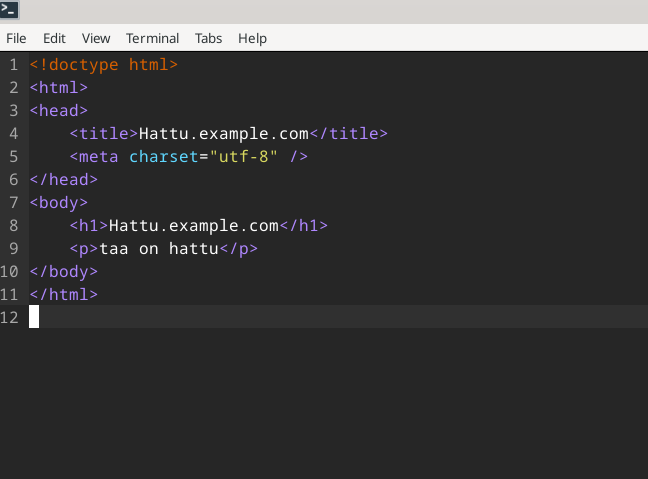 File Edit View Terminal Tabs Help
1 <!doctype html>
2 <html>
3 <head>
4     <title>Hattu.example.com</title>
5     <meta charset="utf-8" />
6 </head>
7 <body>
8     <h1>Hattu.example.com</h1>
9     <p>taa on hattu</p>
10 </body>
11 </html>
12